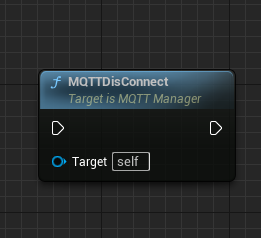 MQTTDisConnect
Target is MQTT Manager
Target self